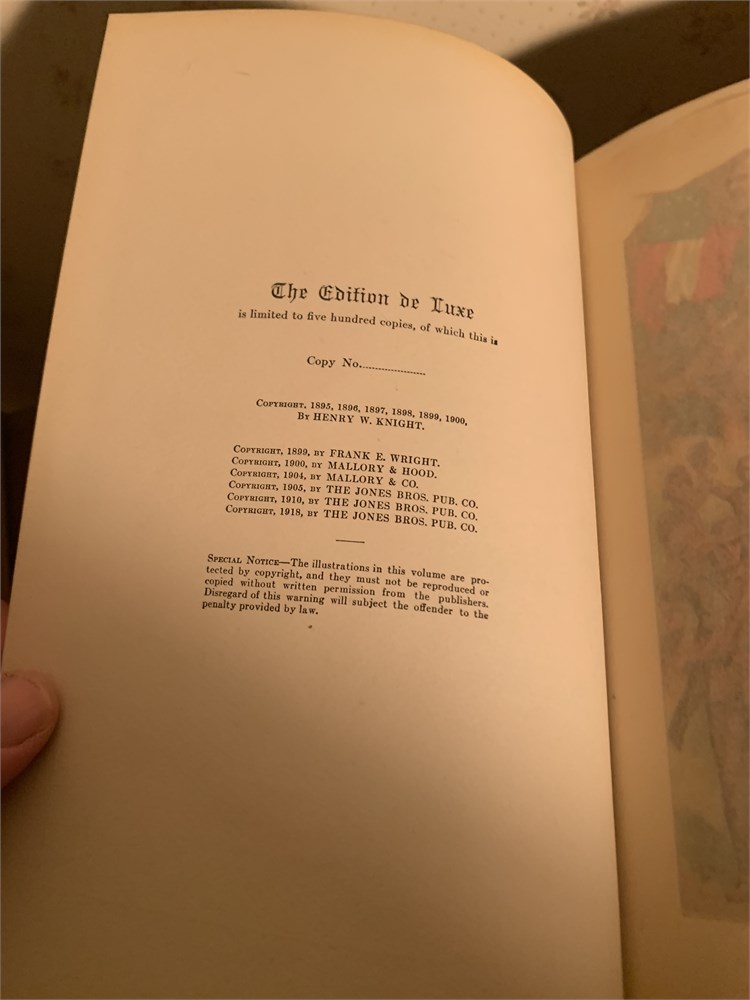 The Edition de Luxe
is limited to five hundred copies, of which this is
Copy No....................
Copyright, 1895, 1896, 1897, 1898, 1899, 1900,
By HENRY W. KNIGHT.
Copyright, 1899, by FRANK E. WRIGHT.
Copyright, 1900, by MALLORY & HOOD.
Copyright, 1904, by MALLORY & CO.
Copyright, 1905, by THE JONES BROS. PUB. CO.
Copyright, 1910, by THE JONES BROS. PUB. CO.
Copyright, 1918, by THE JONES BROS. PUB. CO.
Special Notice—The illustrations in this volume are pro-
tected by copyright, and they must not be reproduced or
copied without written permission from the publishers.
Disregard of this warning will subject the offender to the
penalty provided by law.